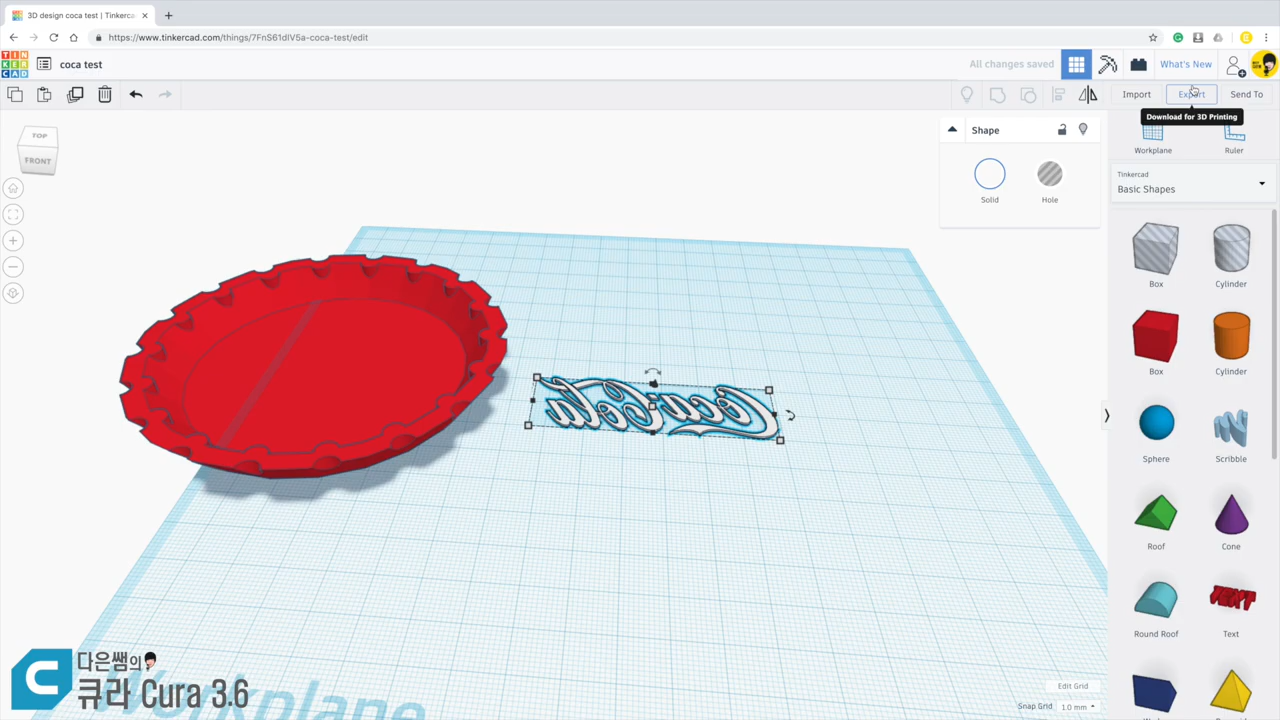 3D design coca test | Tinkerca
https://www.tinkercad.com/things/7FnS61dIV5a-coca-test/edit
TIN
KER
CAD
coca test
All changes saved
What's New
Import
Export
Send To
Download for 3D Printing
TOP
FRONT
Shape
Solid
Hole
Workplane
Ruler
Tinkercad
Basic Shapes
Box
Cylinder
Box
Cylinder
Sphere
Scribble
Roof
Cone
Round Roof
Text
TEXT
Coca-Cola
Workplane
Edit Grid
Snap Grid
1.0 mm
다은쌤의
큐라 Cura 3.6